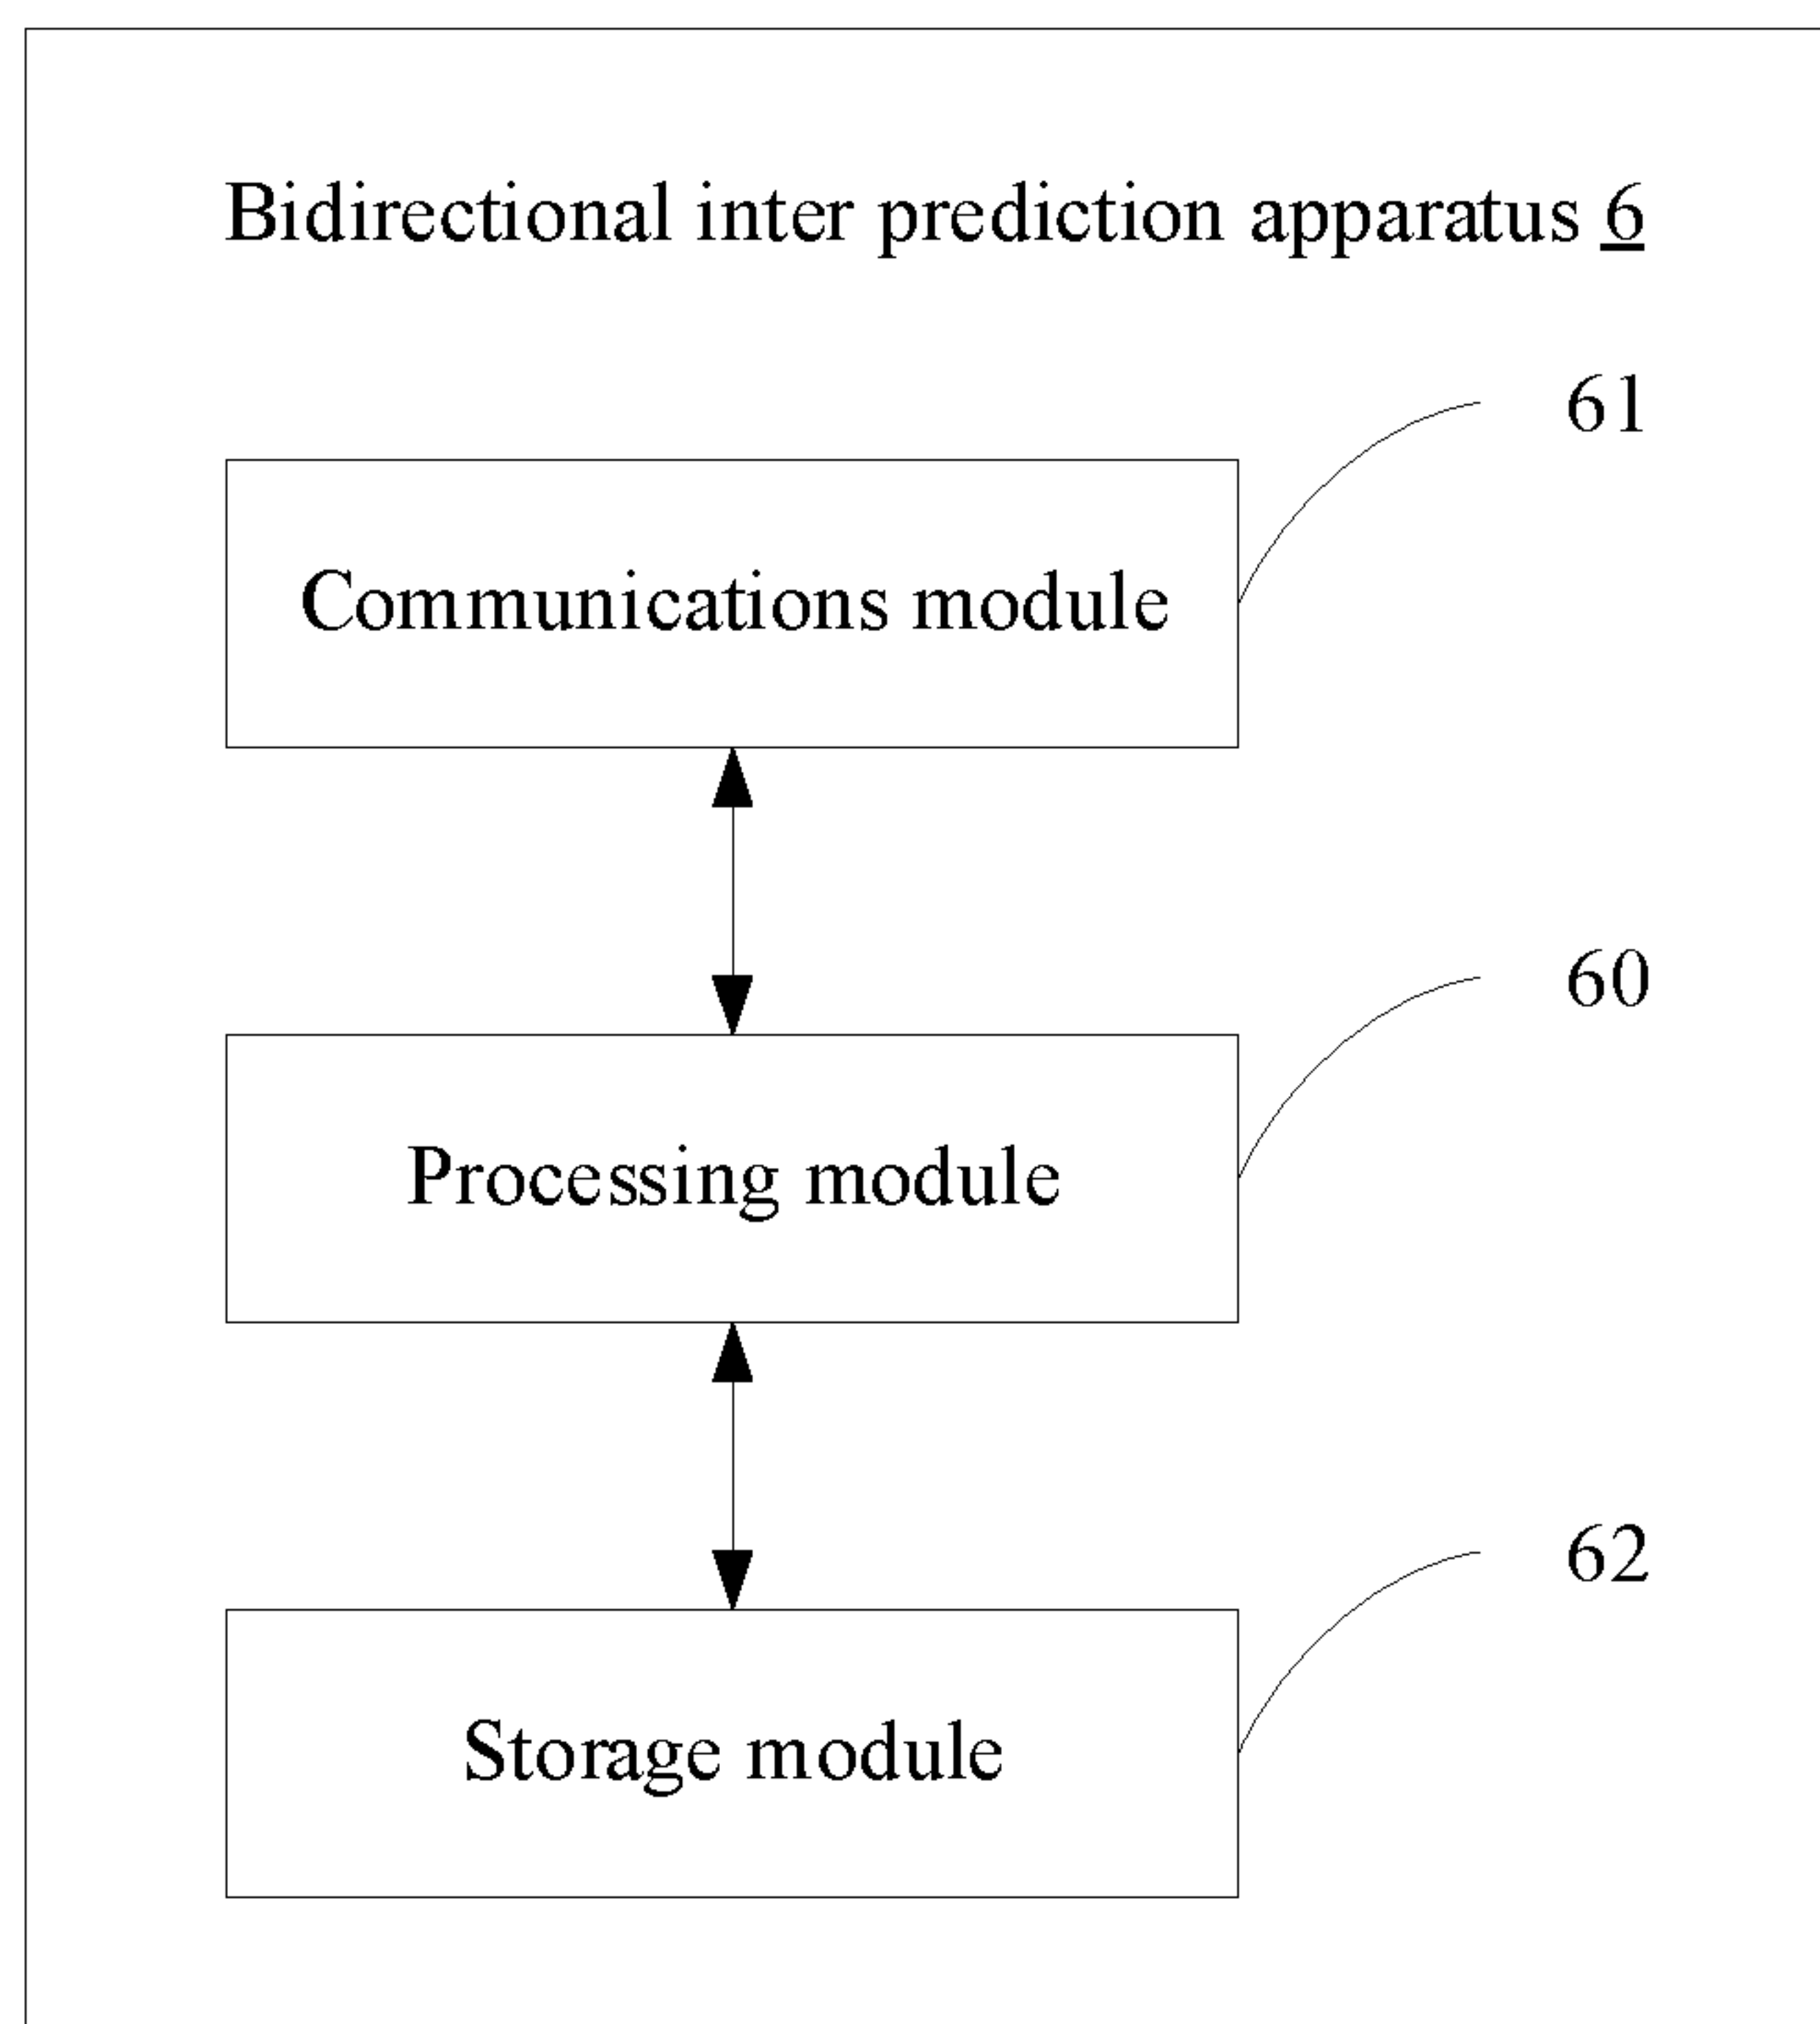 Bidirectional inter prediction apparatus 6
61
Communications module
60
Processing module
62
Storage module